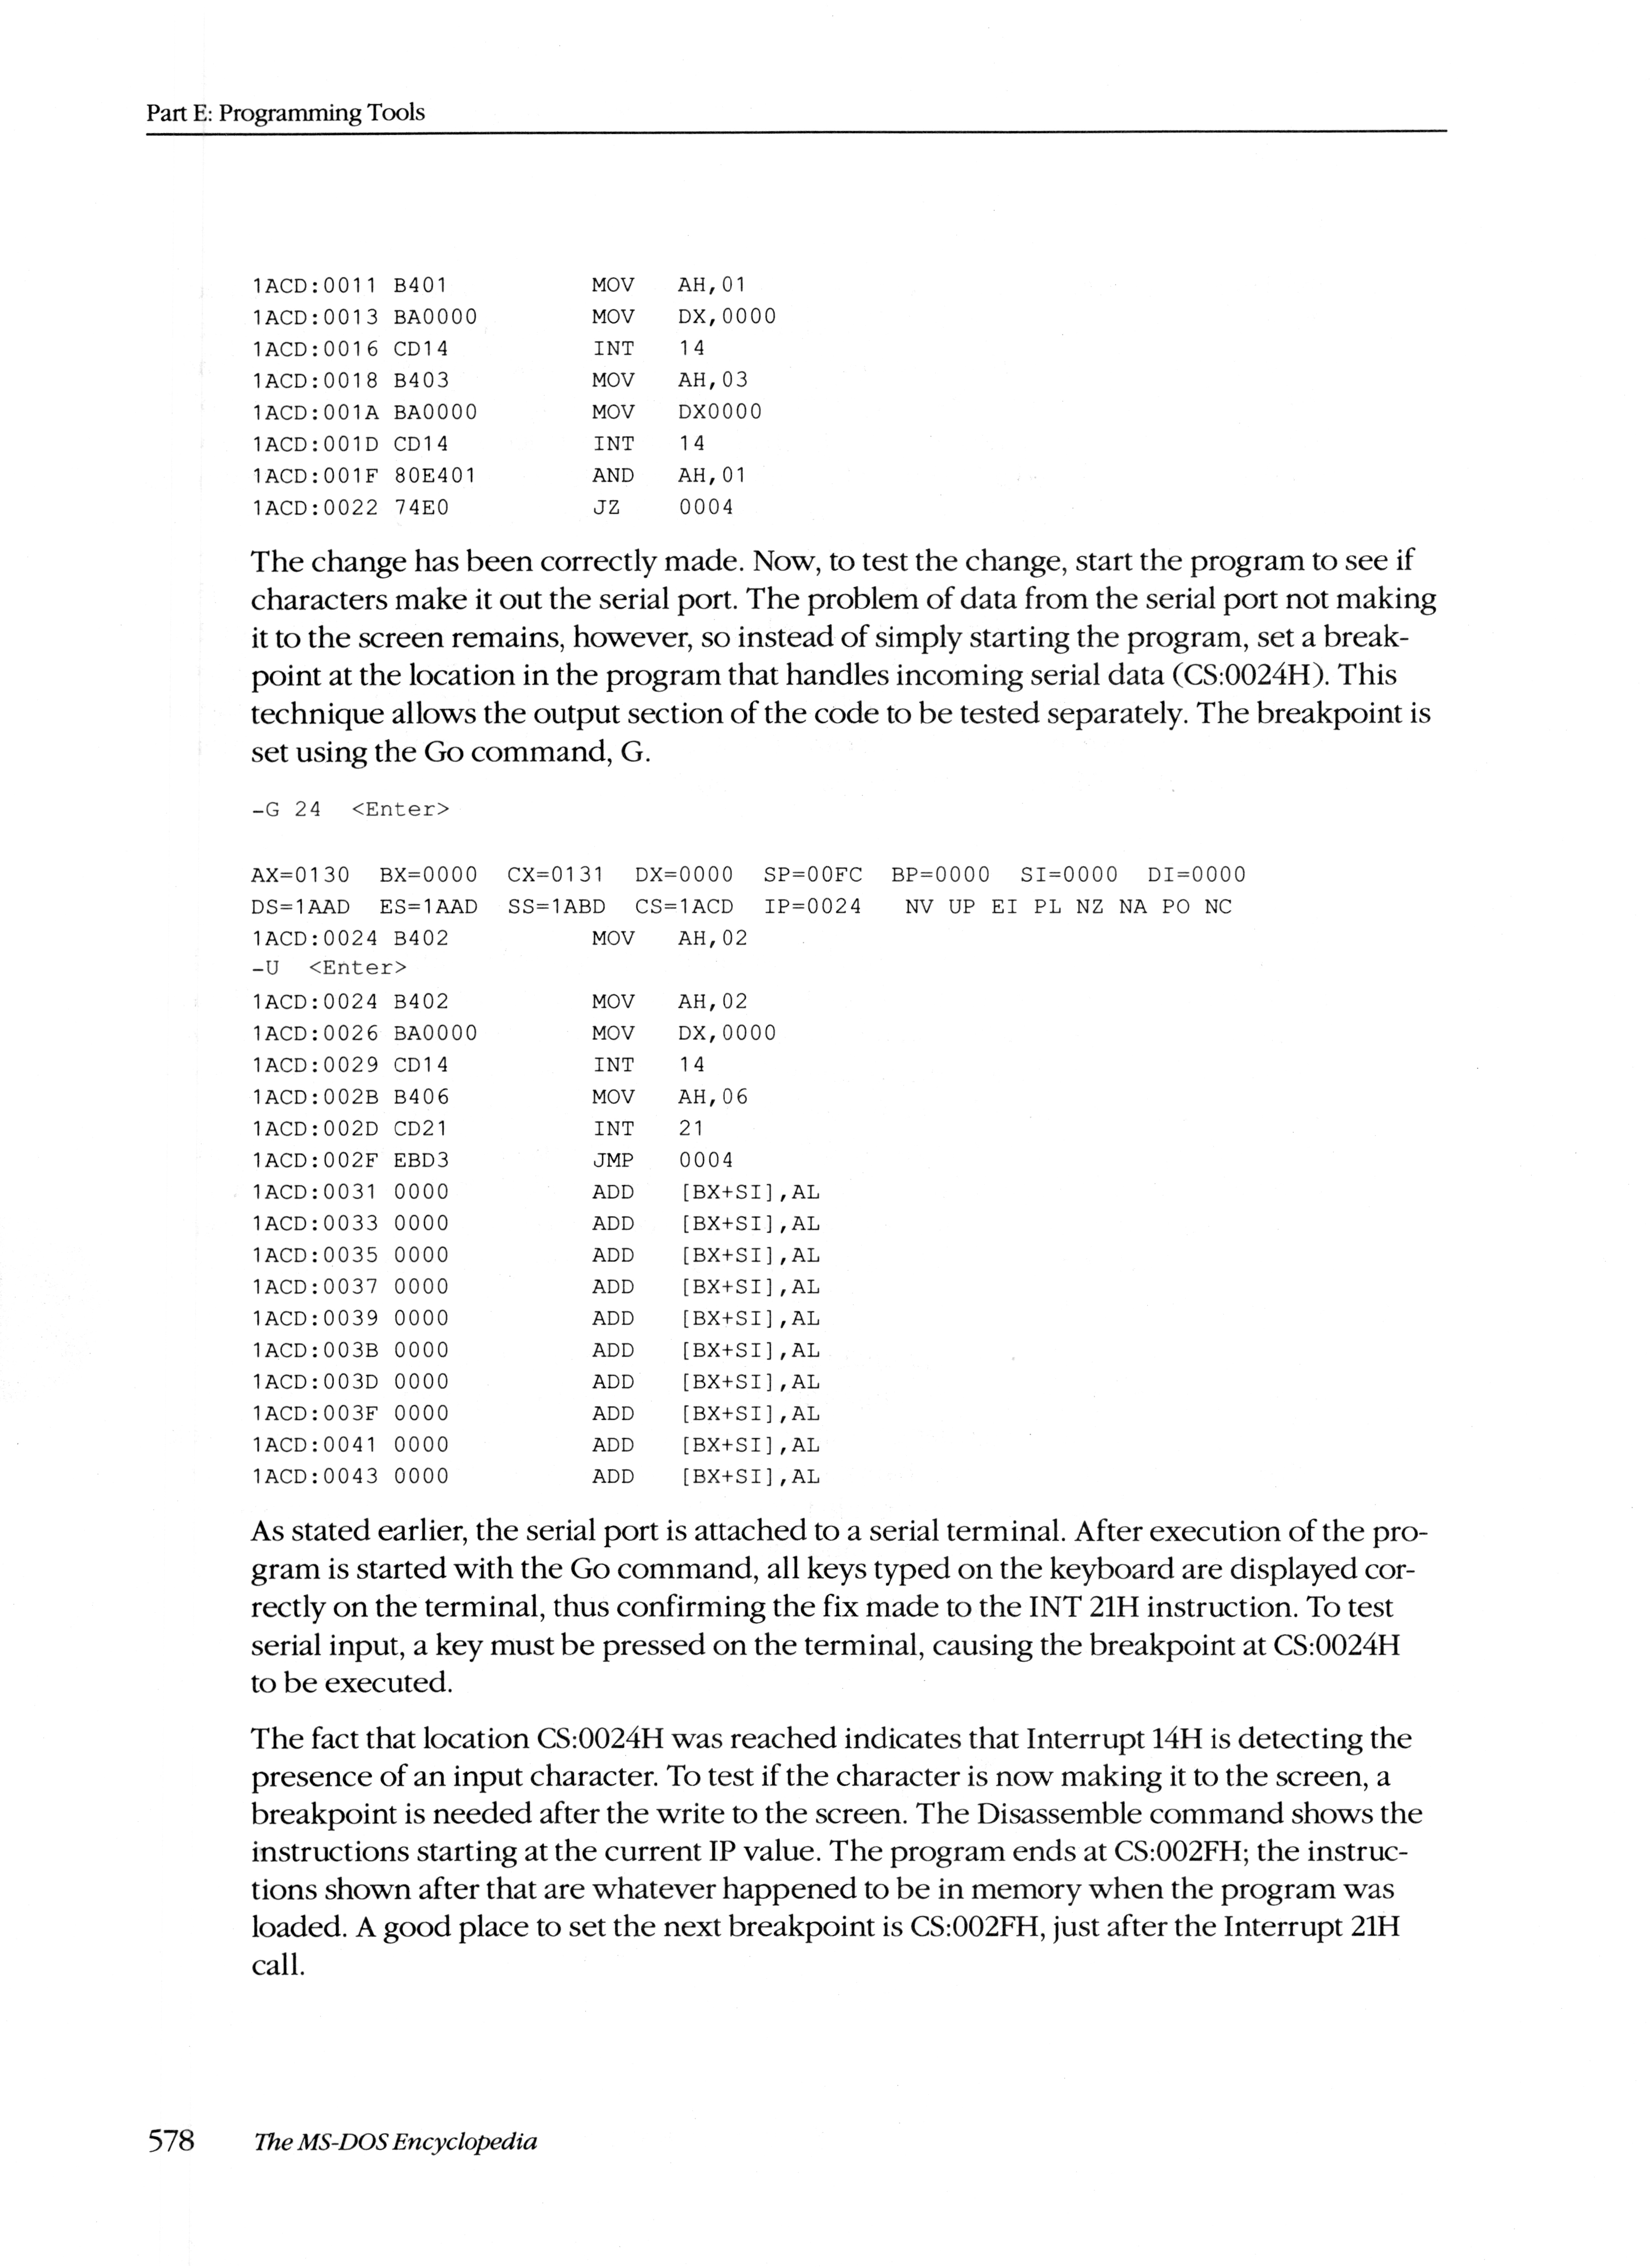 Part E: Programming Tools
1ACD:0011 B401 MOV AH,01
1ACD:0013 BA0000 MOV DX,0000
1ACD:0016 CD14 INT 14
1ACD:0018 B403 MOV AH,03
1ACD:001A BA0000 MOV DX0000
1ACD:001D CD14 INT 14
1ACD:001F 80E401 AND AH,01
1ACD:0022 74E0 JZ 0004
The change has been correctly made. Now, to test the change, start the program to see if
characters make it out the serial port. The problem of data from the serial port not making
it to the screen remains, however, so instead of simply starting the program, set a break-
point at the location in the program that handles incoming serial data (CS:0024H). This
technique allows the output section of the code to be tested separately. The breakpoint is
set using the Go command, G.
-G 24 <Enter>
AX=0130 BX=0000 CX=0131 DX=0000 SP=00FC BP=0000 SI=0000 DI=0000
DS=1AAD ES=1AAD SS=1ABD CS=1ACD IP=0024 NV UP EI PL NZ NA PO NC
1ACD:0024 B402 MOV AH,02
-U <Enter>
1ACD:0024 B402 MOV AH,02
1ACD:0026 BA0000 MOV DX,0000
1ACD:0029 CD14 INT 14
1ACD:002B B406 MOV AH,06
1ACD:002D CD21 INT 21
1ACD:002F EBD3 JMP 0004
1ACD:0031 0000 ADD [BX+SI],AL
1ACD:0033 0000 ADD [BX+SI],AL
1ACD:0035 0000 ADD [BX+SI],AL
1ACD:0037 0000 ADD [BX+SI],AL
1ACD:0039 0000 ADD [BX+SI],AL
1ACD:003B 0000 ADD [BX+SI],AL
1ACD:003D 0000 ADD [BX+SI],AL
1ACD:003F 0000 ADD [BX+SI],AL
1ACD:0041 0000 ADD [BX+SI],AL
1ACD:0043 0000 ADD [BX+SI],AL
As stated earlier, the serial port is attached to a serial terminal. After execution of the pro-
gram is started with the Go command, all keys typed on the keyboard are displayed cor-
rectly on the terminal, thus confirming the fix made to the INT 21H instruction. To test
serial input, a key must be pressed on the terminal, causing the breakpoint at CS:0024H
to be executed.
The fact that location CS:0024H was reached indicates that Interrupt 14H is detecting the
presence of an input character. To test if the character is now making it to the screen, a
breakpoint is needed after the write to the screen. The Disassemble command shows the
instructions starting at the current IP value. The program ends at CS:002FH; the instruc-
tions shown after that are whatever happened to be in memory when the program was
loaded. A good place to set the next breakpoint is CS:002FH, just after the Interrupt 21H
call.
578 The MS-DOS Encyclopedia